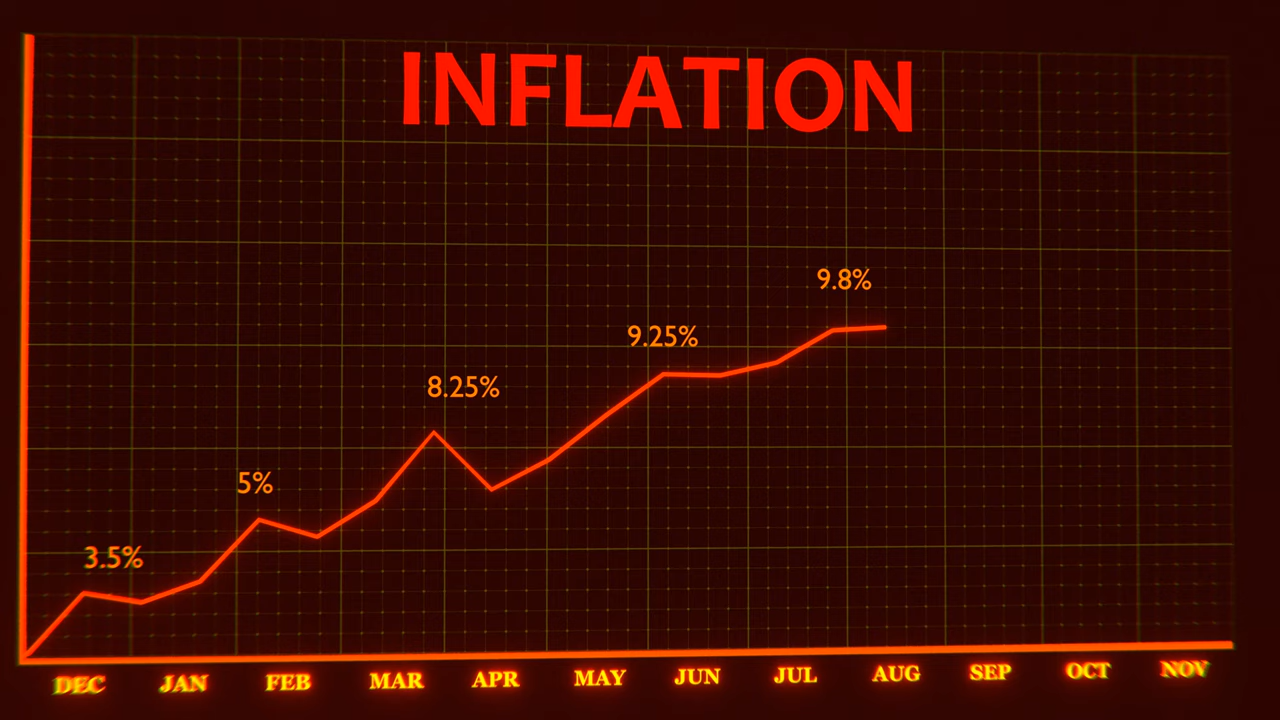 INFLATION
9.8%
9.25%
8.25%
5%
3.5%
DEC JAN FEB MAR APR MAY JUN JUL AUG SEP OCT NOV